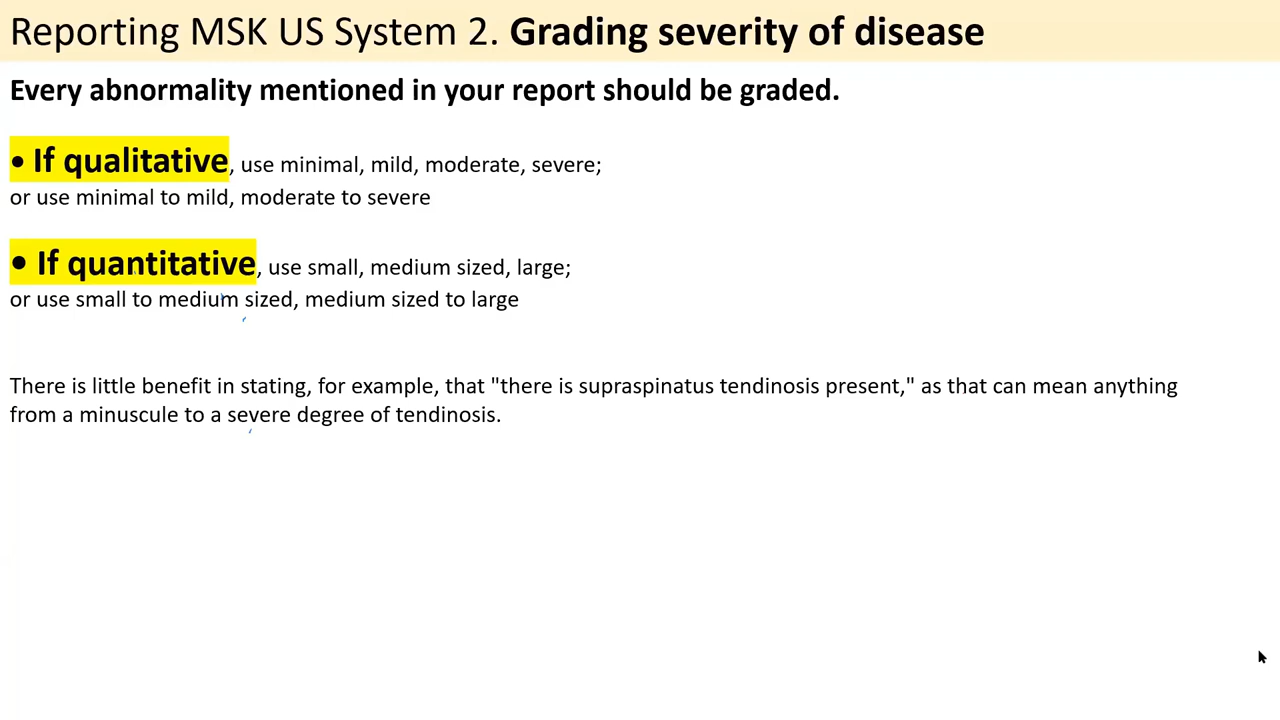 Reporting MSK US System 2. Grading severity of disease
Every abnormality mentioned in your report should be graded.
• If qualitative, use minimal, mild, moderate, severe;
or use minimal to mild, moderate to severe
• If quantitative, use small, medium sized, large;
or use small to medium sized, medium sized to large
There is little benefit in stating, for example, that "there is supraspinatus tendinosis present," as that can mean anything
from a minuscule to a severe degree of tendinosis.